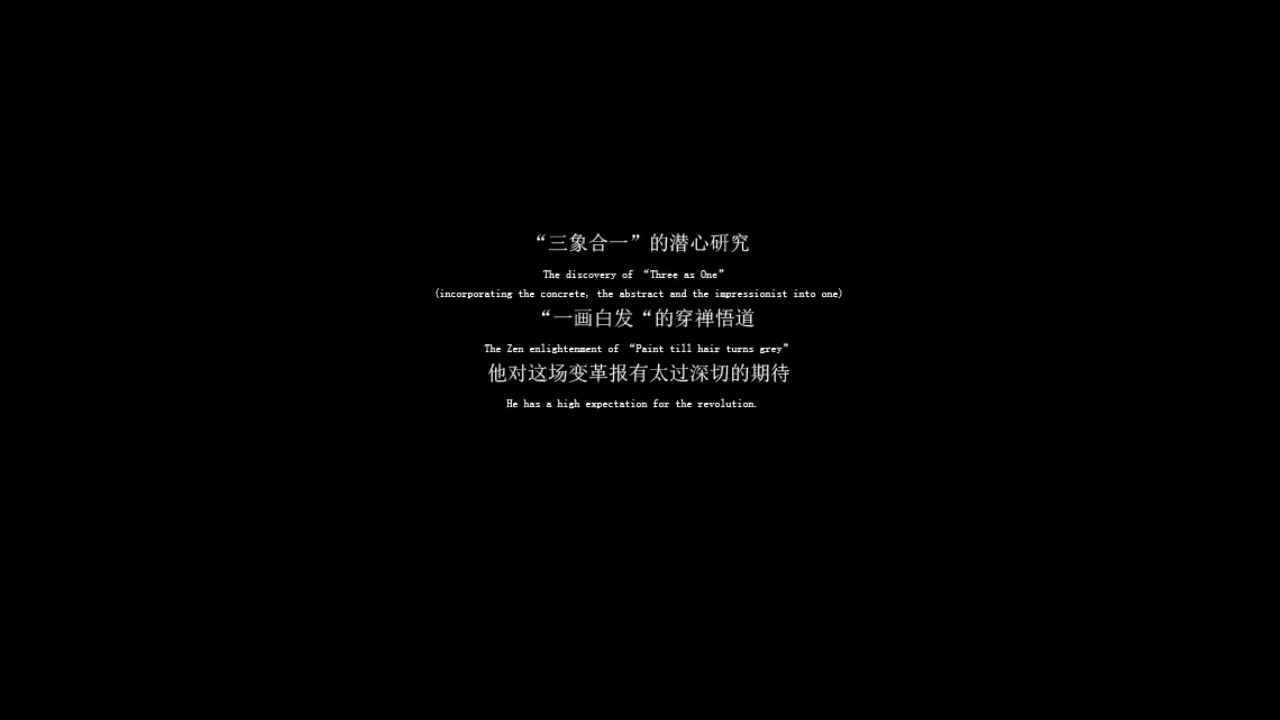 “三象合一”的潜心研究
The discovery of “Three as One”
(incorporating the concrete, the abstract and the impressionist into one)
“一画白发“的穿禅悟道
The Zen enlightenment of “Paint till hair turns grey”
他对这场变革报有太过深切的期待
He has a high expectation for the revolution.